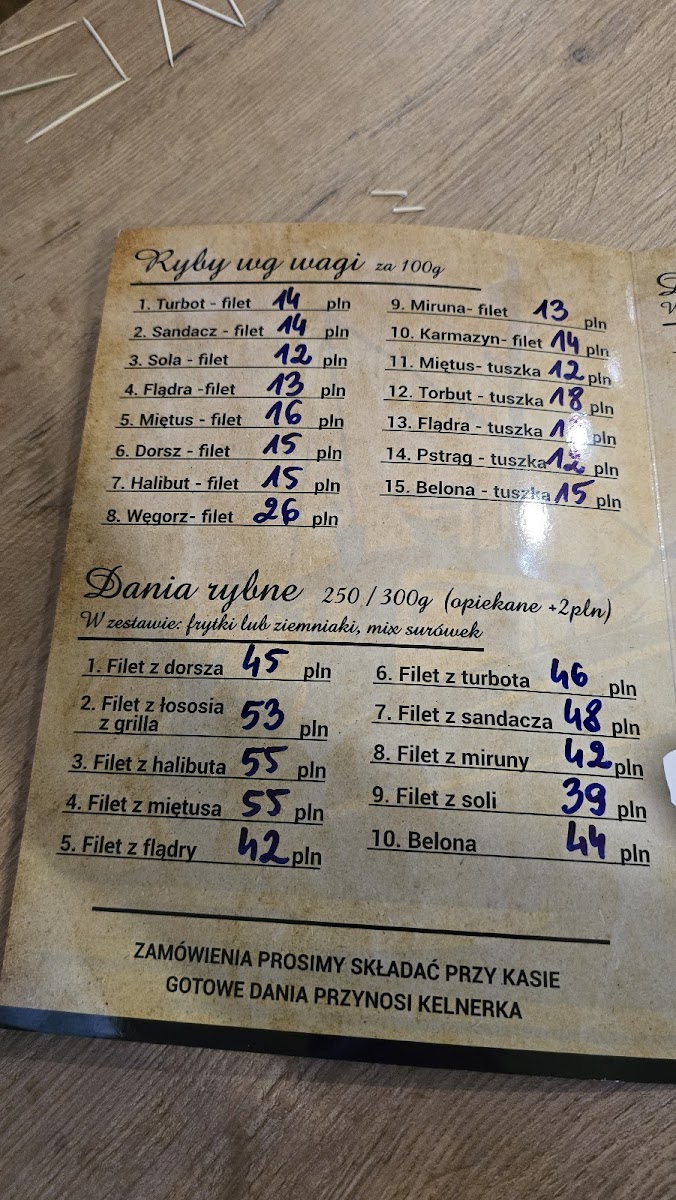 Ryby wg wagi za 100g
1. Turbot - filet 14 pln
2. Sandacz - filet 14 pln
3. Sola - filet 12 pln
4. Flądra -filet 13 pln
5. Miętus - filet 16 pln
6. Dorsz - filet 15 pln
7. Halibut - filet 15 pln
8. Węgorz- filet 26 pln
9. Miruna- filet 13 pln
10. Karmazyn- filet 14 pln
11. Miętus- tuszka 12 pln
12. Torbut - tuszka 18 pln
13. Flądra - tuszka pln
14. Pstrąg - tuszka 12 pln
15. Belona - tuszka 15 pln
Dania rybne 250 / 300g (opiekane +2pln)
W zestawie: frytki lub ziemniaki, mix surówek
1. Filet z dorsza 45 pln
2. Filet z łososia
z grilla 53 pln
3. Filet z halibuta 55 pln
4. Filet z miętusa 55 pln
5. Filet z flądry 42 pln
6. Filet z turbota 46 pln
7. Filet z sandacza 48 pln
8. Filet z miruny 42 pln
9. Filet z soli 39 pln
10. Belona 44 pln
ZAMÓWIENIA PROSIMY SKŁADAĆ PRZY KASIE
GOTOWE DANIA PRZYNOSI KELNERKA